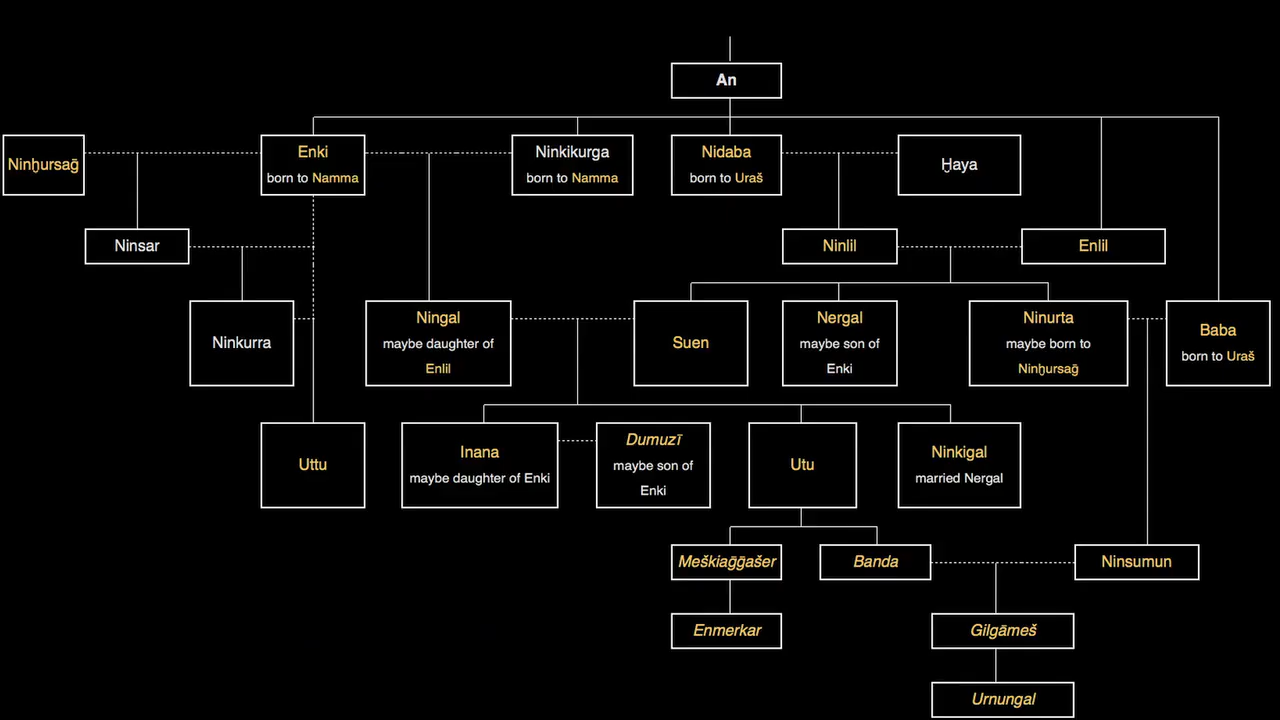 An
Ninḫursaḡ
Enki
born to Namma
Ninkikurga
born to Namma
Nidaba
born to Uraš
Ḫaya
Ninsar
Ninlil
Enlil
Ninkurra
Ningal
maybe daughter of
Enlil
Suen
Nergal
maybe son of
Enki
Ninurta
maybe born to
Ninḫursaḡ
Baba
born to Uraš
Uttu
Inana
maybe daughter of Enki
Dumuzī
maybe son of
Enki
Utu
Ninkigal
married Nergal
Meškiaḡḡašer
Banda
Ninsumun
Enmerkar
Gilgāmeš
Urnungal